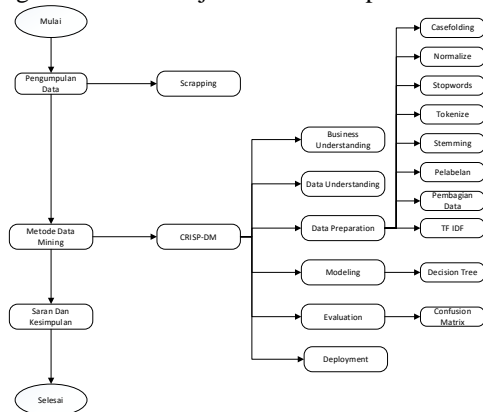 Mulai
Pengumpulan
Data
Scrapping
Metode Data
Mining
CRISP-DM
Saran Dan
Kesimpulan
Selesai
Business
Understanding
Data Understanding
Data Preparation
Modeling
Evaluation
Deployment
Casefolding
Normalize
Stopwords
Tokenize
Stemming
Pelabelan
Pembagian
Data
TF IDF
Decision Tree
Confusion
Matrix